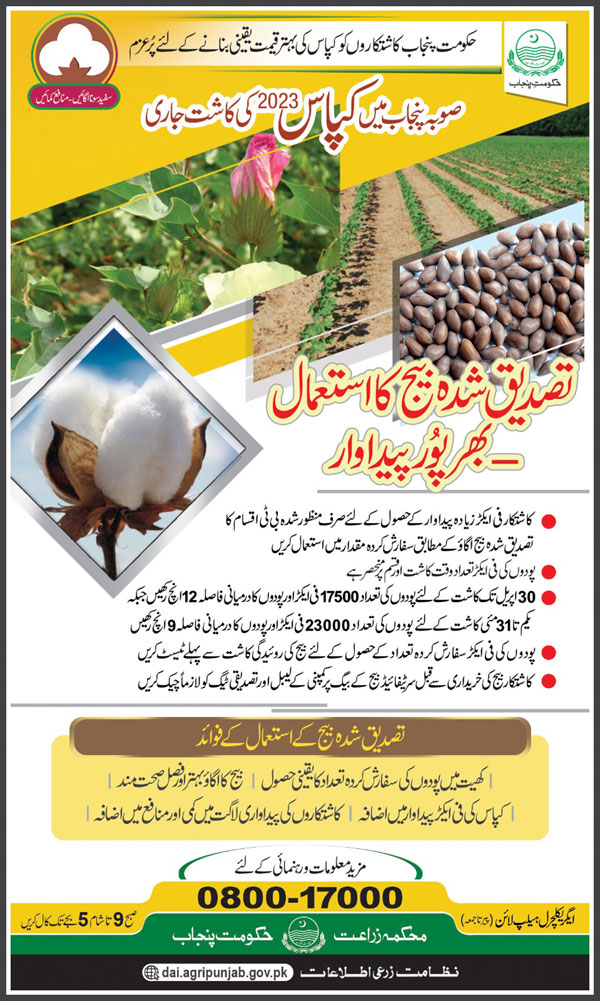 حکومت پنجاب کاشتکاروں کو کپاس کی بہتر قیمت یقینی بنانے کے لئے پُرعزم
حکومت پنجاب
سفید سونا اگائیں - منافع کمائیں
صوبہ پنجاب میں کپاس 2023 کی کاشت جاری
تصدیق شدہ بیج کا استعمال
– بھرپُور پیداوار
کاشتکار فی ایکڑ زیادہ پیداوار کے حصول کے لئے صرف منظور شدہ بی ٹی اقسام کا
تصدیق شدہ بیج اگاؤ کے مطابق سفارش کردہ مقدار میں استعمال کریں
پودوں کی فی ایکڑ تعداد وقت کاشت اور قسم پر منحصر ہے
30 اپریل تک کاشت کے لئے پودوں کی تعداد 17500 فی ایکڑ اور پودوں کا درمیانی فاصلہ 12 انچ رکھیں جبکہ
یکم تا 31 مئی کاشت کے لئے پودوں کی تعداد 23000 فی ایکڑ اور پودوں کا درمیانی فاصلہ 9 انچ رکھیں
پودوں کی فی ایکڑ سفارش کردہ تعداد کے حصول کے لئے بیج کی روئیدگی کاشت سے پہلے ٹیسٹ کریں
کاشتکار بیج کی خریداری سے قبل سرٹیفائیڈ بیج کے بیگ پر کمپنی کے لیبل اور تصدیقی ٹیگ کو لازماً چیک کریں
تصدیق شدہ بیج کے استعمال کے فوائد
| کھیت میں پودوں کی سفارش کردہ تعداد کا یقینی حصول | بیج کا اگاؤ بہتر اور فصل صحت مند |
| کپاس کی فی ایکڑ پیداوار میں اضافہ | کاشتکاروں کی پیداواری لاگت میں کمی اور منافع میں اضافہ |
مزید معلومات و رہنمائی کے لئے
0800-17000
ایگریکلچرل ہیلپ لائن (پیر تا جمعہ)
صبح 9 تا شام 5 بجے تک کال کریں
محکمہ زراعت حکومت پنجاب
نظامت زرعی اطلاعات dai.agripunjab.gov.pk